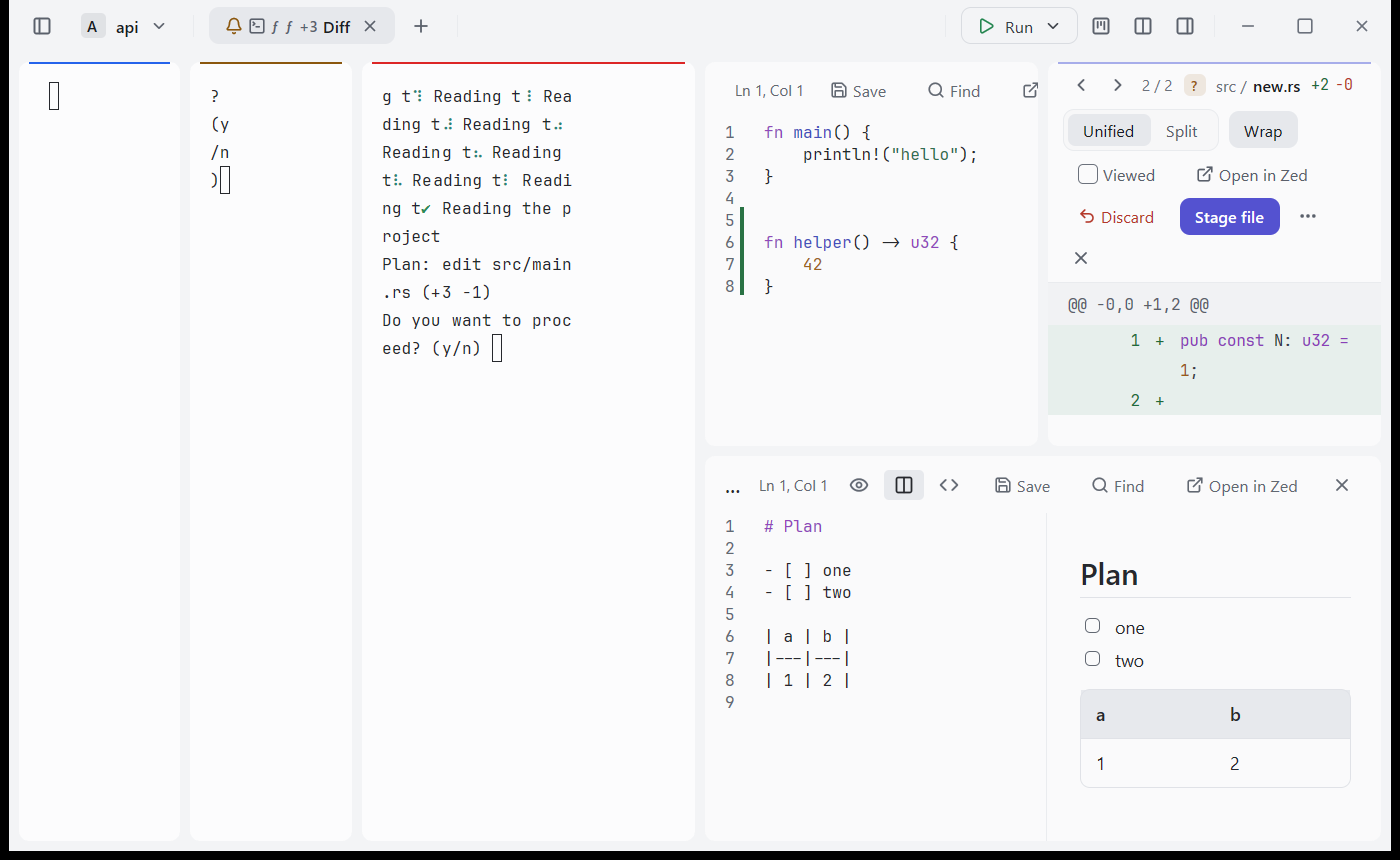 A api
ƒ ƒ +3 Diff
Run
?
(y
/n
)
g t⠹ Reading t⠸ Rea
ding t⠼ Reading t⠴
Reading t⠦ Reading
t⠧ Reading t⠇ Readi
ng t✔ Reading the p
roject
Plan: edit src/main
.rs (+3 -1)
Do you want to proc
eed? (y/n)
Ln 1, Col 1 Save Find
1 fn main() {
2 println!("hello");
3 }
4
5
6 fn helper() -> u32 {
7 42
8 }
2 / 2 ? src / new.rs +2 -0
Unified Split Wrap
Viewed Open in Zed
Discard Stage file ···
@@ -0,0 +1,2 @@
1 + pub const N: u32 =
1;
2 +
... Ln 1, Col 1 Save Find Open in Zed
1 # Plan
2
3 - [ ] one
4 - [ ] two
5
6 | a | b |
7 |---|---|
8 | 1 | 2 |
9
Plan
one
two
a b
1 2